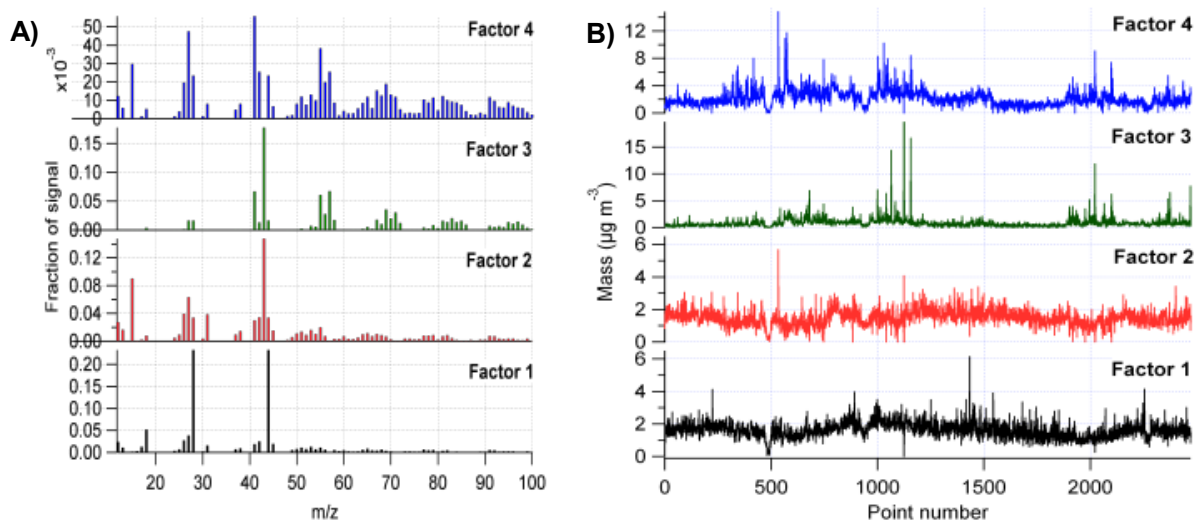 A)
Factor 4
50
40
30
20
10
0
x10⁻³
Factor 3
0.15
0.10
0.05
0.00
Factor 2
0.12
0.08
0.04
0.00
Factor 1
0.20
0.15
0.10
0.05
0.00
Fraction of signal
20 30 40 50 60 70 80 90 100
m/z
B)
Factor 4
12
8
4
0
Factor 3
15
10
5
0
Factor 2
6
4
2
0
Factor 1
6
4
2
0
Mass (µg m⁻³)
0 500 1000 1500 2000
Point number